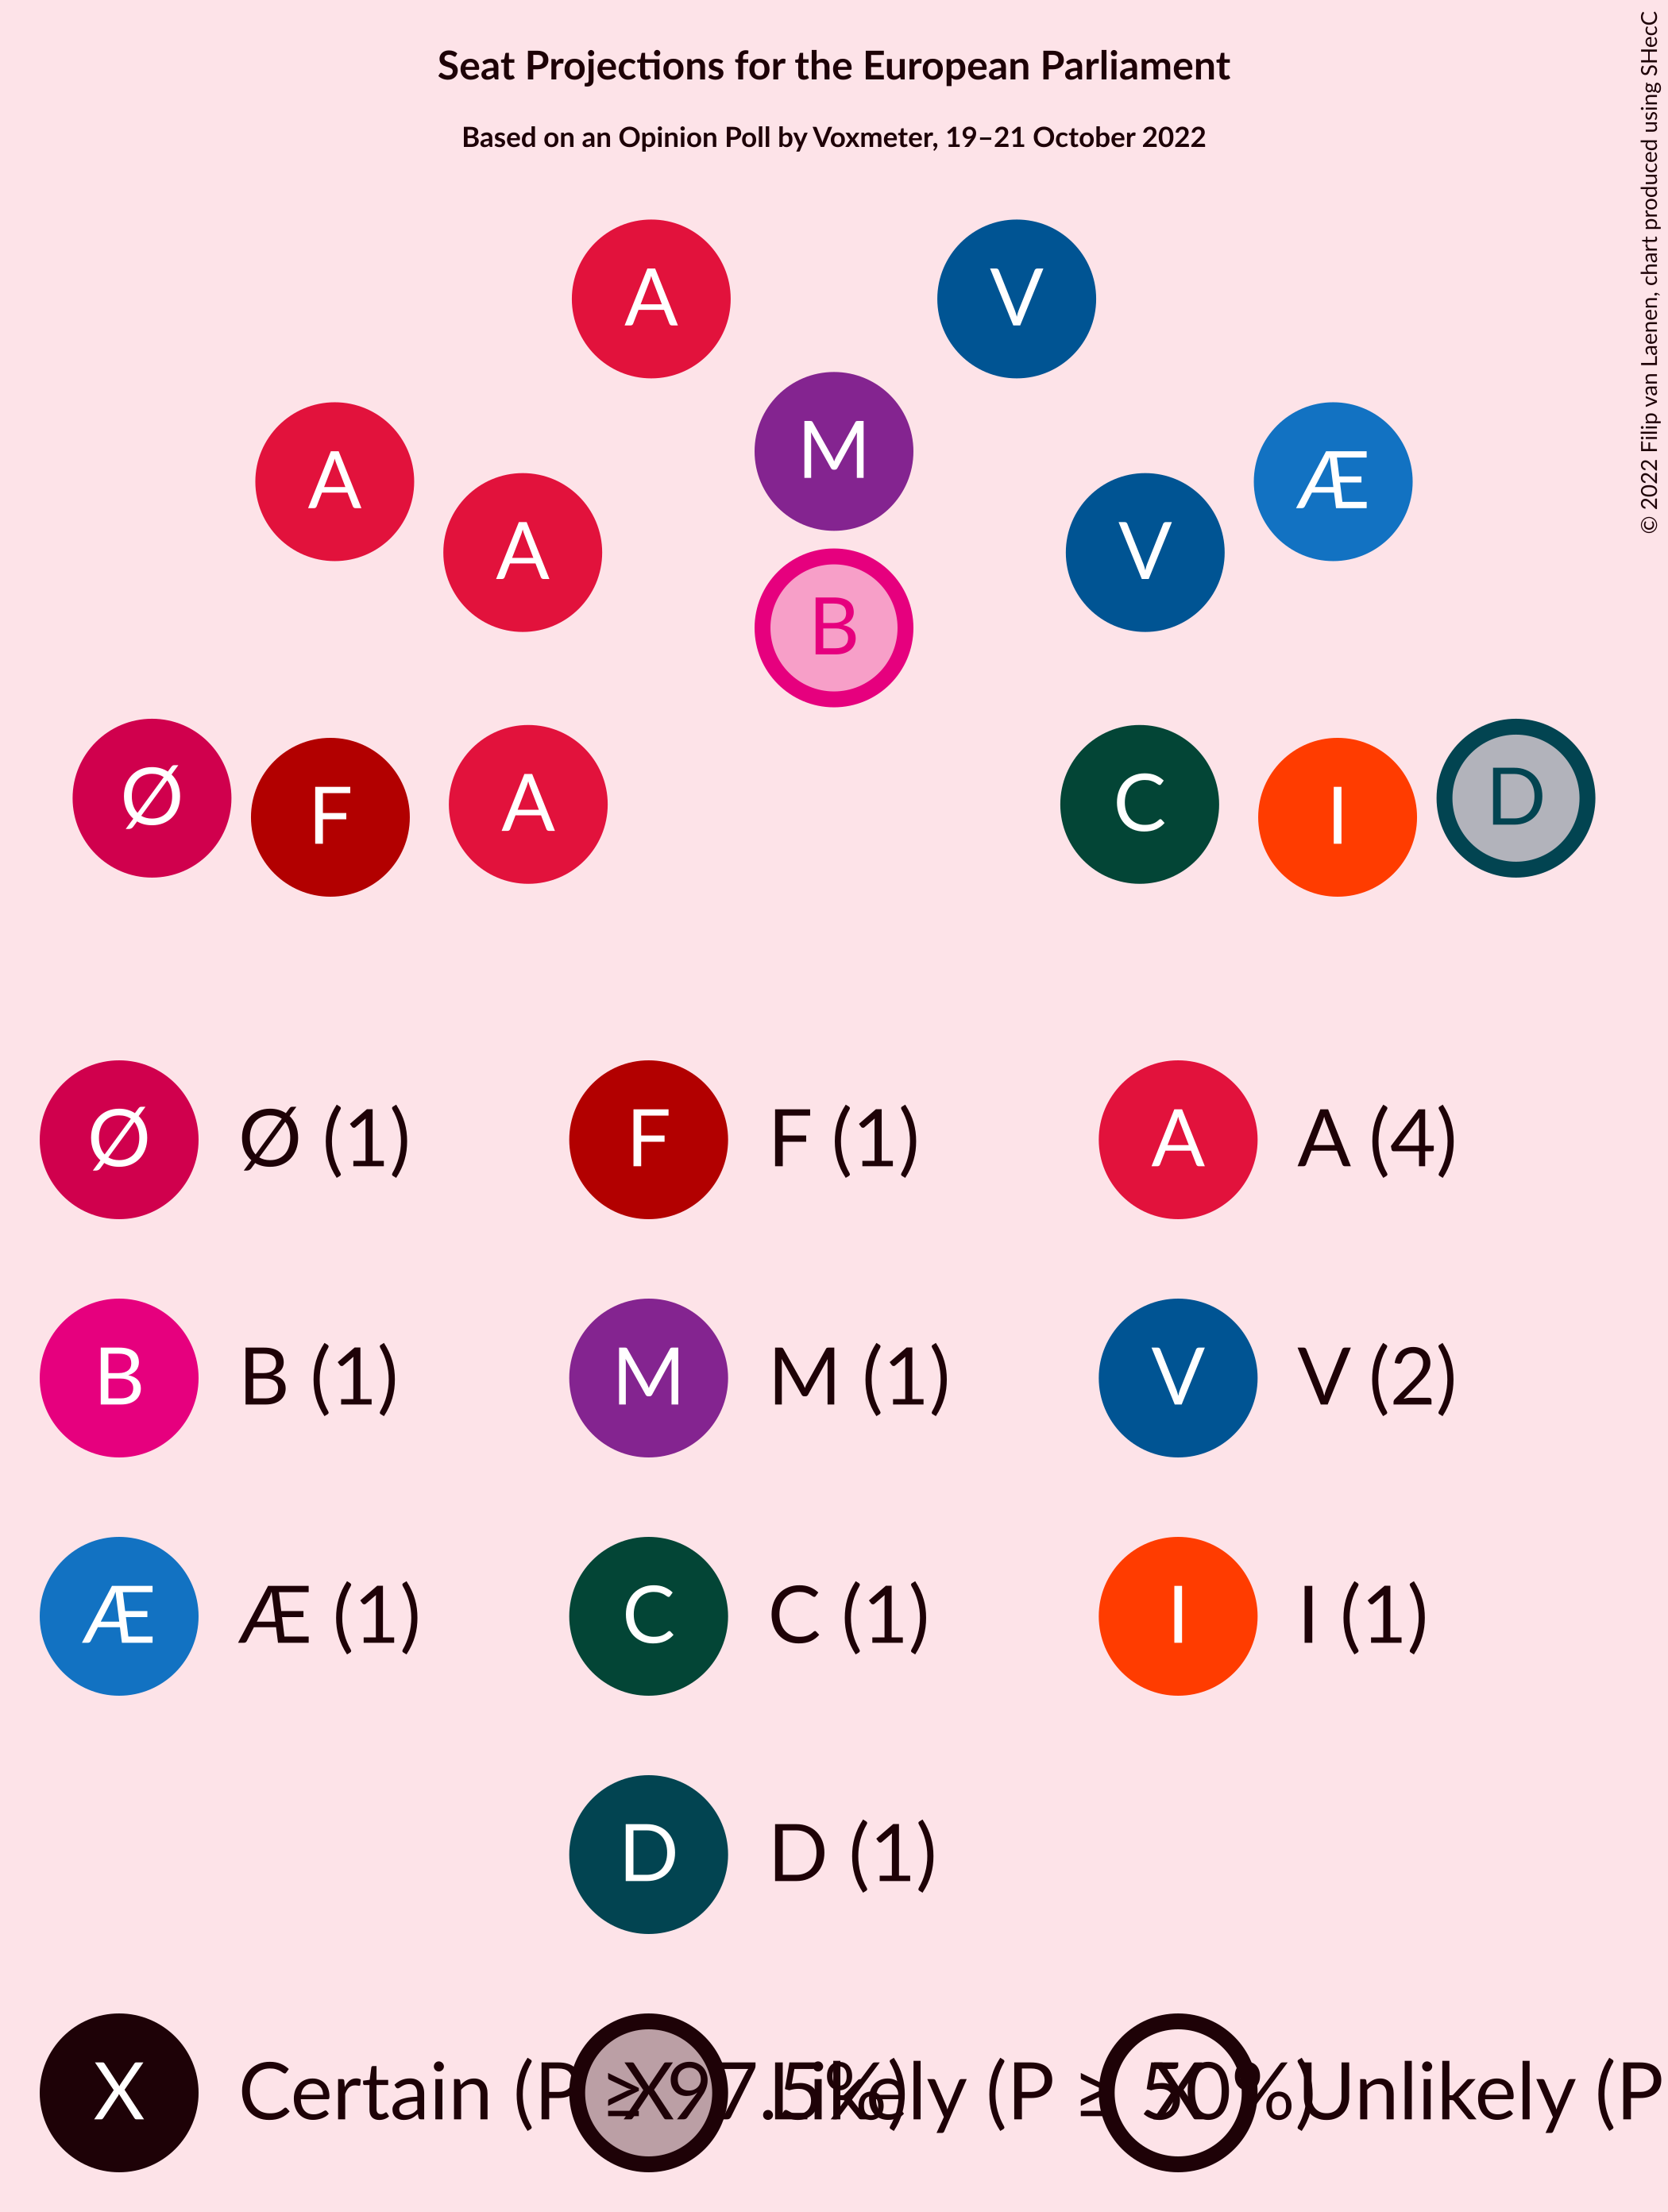 Seat Projections for the European Parliament
Based on an Opinion Poll by Voxmeter, 19–21 October 2022
© 2022 Filip van Laenen, chart produced using SHecC
A V
M
A Æ
A V
B
Ø D
A C
F I
Ø Ø (1) F F (1) A A (4)
B B (1) M M (1) V V (2)
Æ Æ (1) C C (1) I I (1)
D D (1)
X Certain (P ≥ 97.5%) X Likely (P ≥ 50%) X Unlikely (P